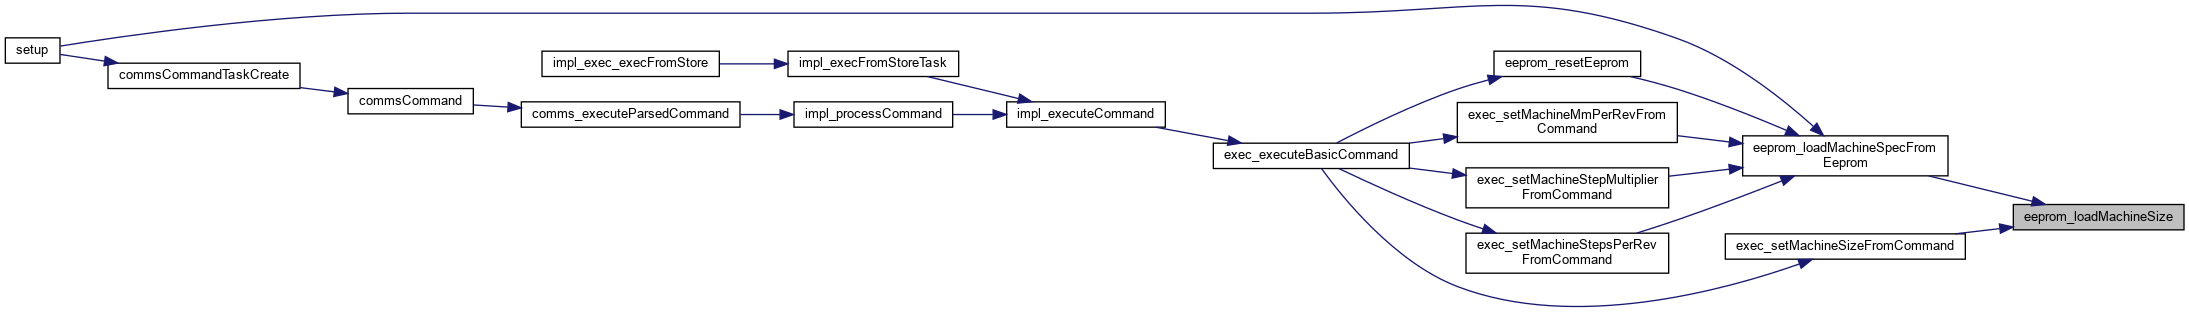 setup
commsCommandTaskCreate
commsCommand
impl_exec_execFromStore
comms_executeParsedCommand
impl_execFromStoreTask
impl_processCommand
impl_executeCommand
exec_executeBasicCommand
eeprom_resetEeprom
exec_setMachineMmPerRevFrom
Command
exec_setMachineStepMultiplier
FromCommand
exec_setMachineStepsPerRev
FromCommand
eeprom_loadMachineSpecFrom
Eeprom
exec_setMachineSizeFromCommand
eeprom_loadMachineSize